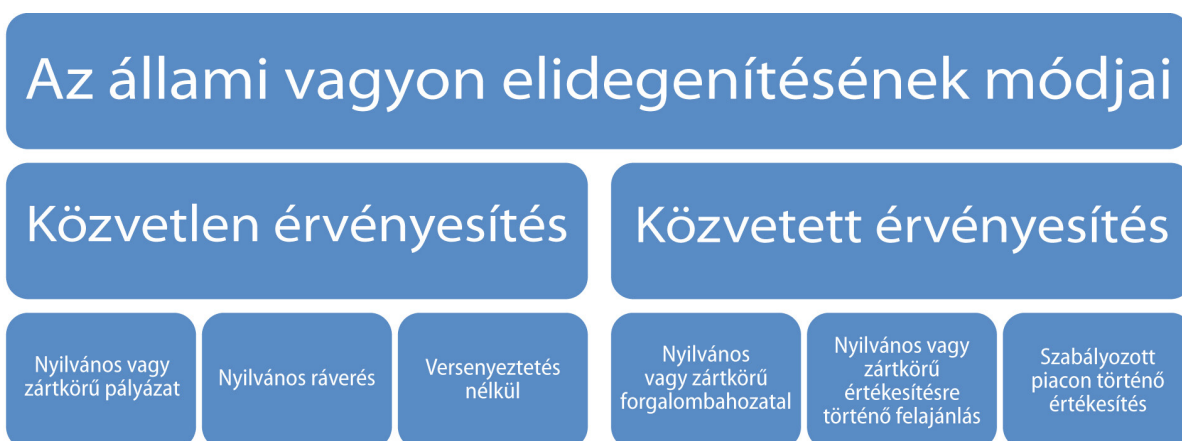 Az állami vagyon elidegenítésének módjai
Közvetlen érvényesítés
Közvetett érvényesítés
Nyilvános vagy
zártkörű pályázat
Nyilvános ráverés
Versenyeztetés
nélkül
Nyilvános
vagy zártkörű
forgalombahozatal
Nyilvános vagy
zártkörű
értékesítésre
történő felajánlás
Szabályozott
piacon történő
értékesítés